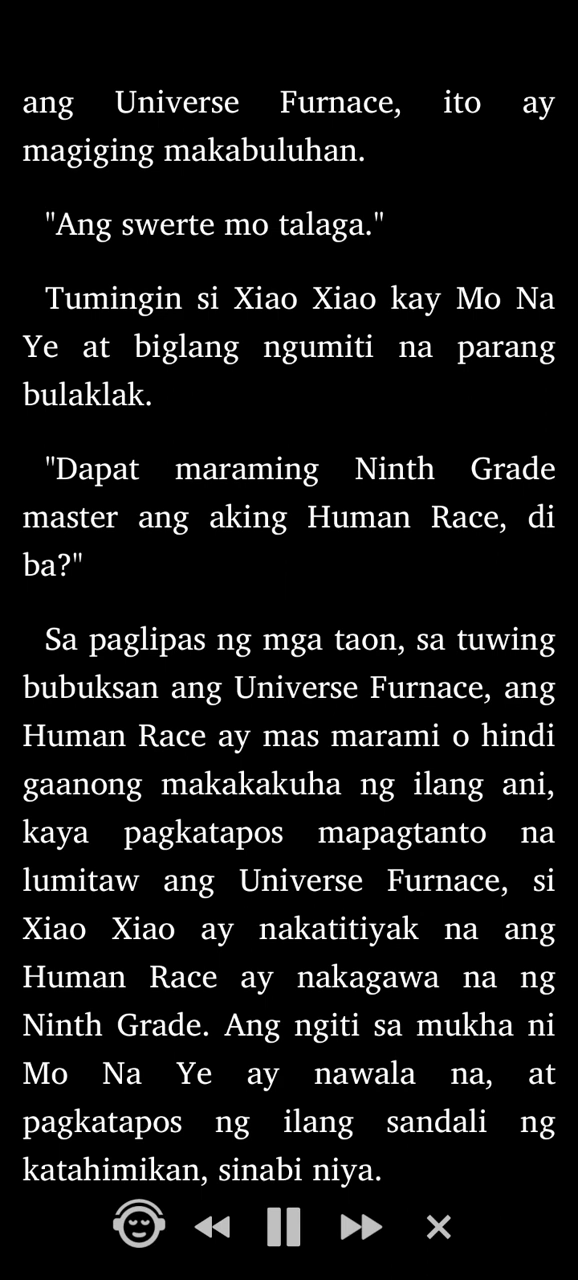 ang Universe Furnace, ito ay
magiging makabuluhan.
"Ang swerte mo talaga."
Tumingin si Xiao Xiao kay Mo Na
Ye at biglang ngumiti na parang
bulaklak.
"Dapat maraming Ninth Grade
master ang aking Human Race, di
ba?"
Sa paglipas ng mga taon, sa tuwing
bubuksan ang Universe Furnace, ang
Human Race ay mas marami o hindi
gaanong makakakuha ng ilang ani,
kaya pagkatapos mapagtanto na
lumitaw ang Universe Furnace, si
Xiao Xiao ay nakatitiyak na ang
Human Race ay nakagawa na ng
Ninth Grade. Ang ngiti sa mukha ni
Mo Na Ye ay nawala na, at
pagkatapos ng ilang sandali ng
katahimikan, sinabi niya.